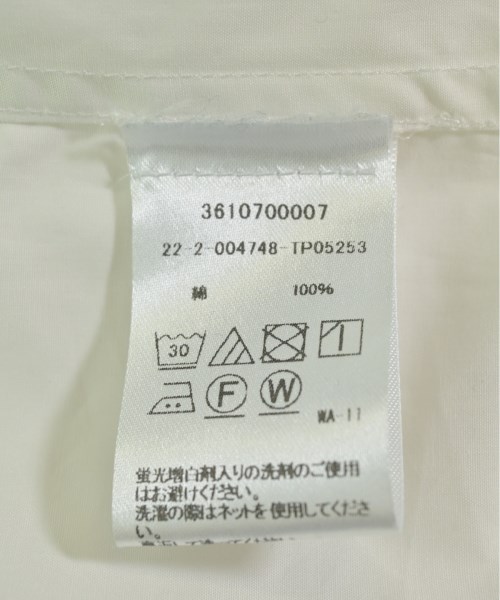 3610700007
22-2-004748-TP05253
綿 100%
30
F W
WA-11
蛍光増白剤入りの洗剤のご使用
はお避けください。
洗濯の際はネットを使用してくださ
い。